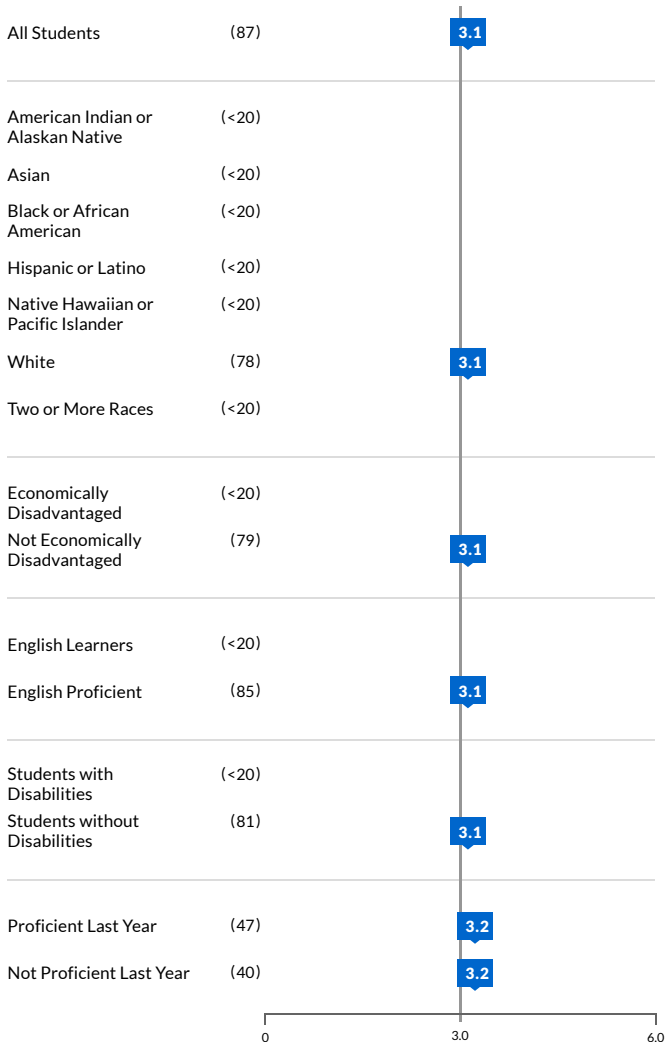 All Students (87) 3.1
American Indian or (<20)
Alaskan Native
Asian (<20)
Black or African (<20)
American
Hispanic or Latino (<20)
Native Hawaiian or (<20)
Pacific Islander
White (78) 3.1
Two or More Races (<20)
Economically (<20)
Disadvantaged
Not Economically (79) 3.1
Disadvantaged
English Learners (<20)
English Proficient (85) 3.1
Students with (<20)
Disabilities
Students without (81) 3.1
Disabilities
Proficient Last Year (47) 3.2
Not Proficient Last Year (40) 3.2
0 3.0 6.0